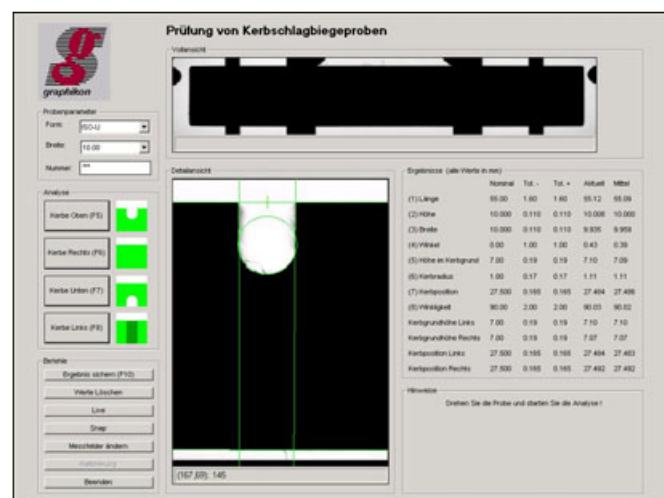 Prüfung von Kerbschlagbiegeproben
graphikon
Vollansicht
Probenparameter
Form: ISO-U
Breite: 10.00
Nummer: **
Analyse
Kerbe Oben (F5)
Kerbe Rechts (F6)
Kerbe Unten (F7)
Kerbe Links (F8)
Befehle
Ergebnis sichern (F10)
Werte Löschen
Live
Snap
Messfelder ändern
Kalibrierung
Beenden
Detailansicht
(167,69): 145
Ergebnisse (alle Werte in mm)
Nominal Tol. - Tol. + Aktuell Mittel
(1) Länge 55.00 1.60 1.60 55.12 55.09
(2) Höhe 10.000 0.110 0.110 10.008 10.000
(3) Breite 10.000 0.110 0.110 9.935 9.958
(4) Winkel 0.00 1.00 1.00 0.43 0.39
(5) Höhe im Kerbgrund 7.00 0.19 0.19 7.10 7.09
(6) Kerbradius 1.00 0.17 0.17 1.11 1.11
(7) Kerbposition 27.500 0.165 0.165 27.484 27.486
(8) Winkligkeit 90.00 2.00 2.00 90.03 90.02
Kerbgrundhöhe Links 7.00 0.19 0.19 7.10 7.10
Kerbgrundhöhe Rechts 7.00 0.19 0.19 7.07 7.07
Kerbposition Links 27.500 0.165 0.165 27.484 27.483
Kerbposition Rechts 27.500 0.165 0.165 27.492 27.492
Hinweise
Drehen Sie die Probe und starten Sie die Analyse !